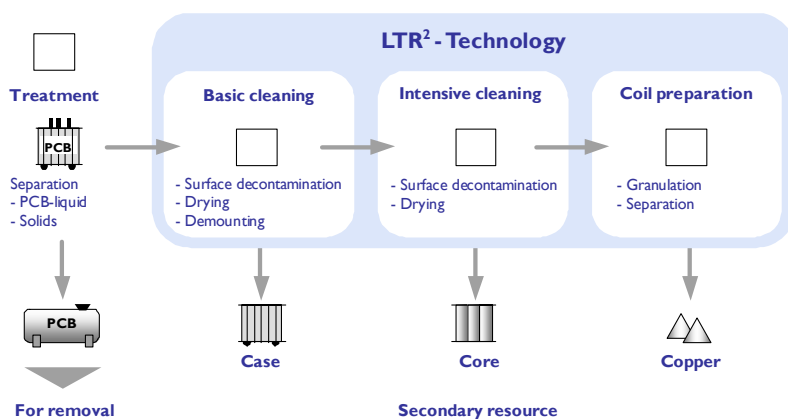 LTR² - Technology
Treatment
Basic cleaning
Intensive cleaning
Coil preparation
PCB
Separation
- PCB-liquid
- Solids
- Surface decontamination
- Drying
- Demounting
- Surface decontamination
- Drying
- Granulation
- Separation
PCB
Case
Core
Copper
For removal
Secondary resource